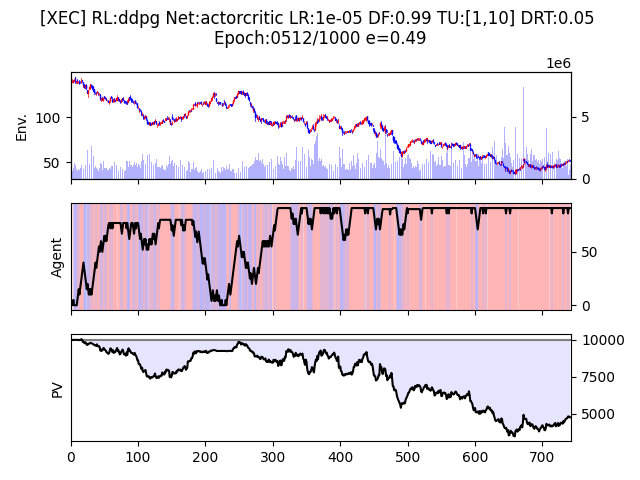 [XEC] RL:ddpg Net:actorcritic LR:1e-05 DF:0.99 TU:[1,10] DRT:0.05
Epoch:0512/1000 e=0.49
1e6
Env.
100
50
5
0
Agent
50
0
PV
10000
7500
5000
0 100 200 300 400 500 600 700